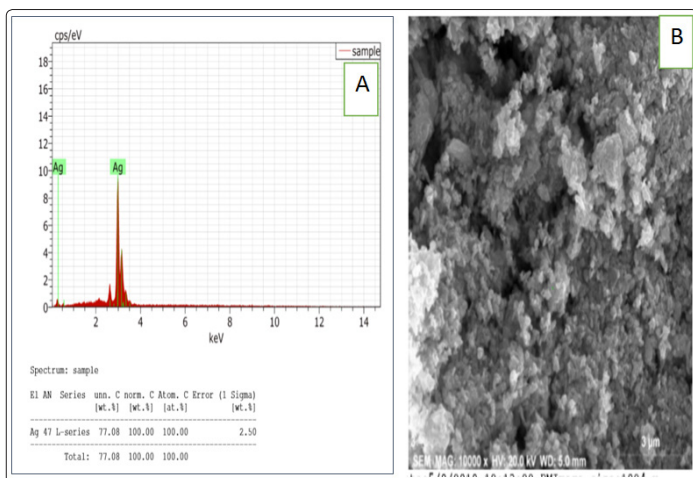 cps/eV
sample
A
18
16
14
12
10
8
6
4
2
0
Ag Ag
2 4 6 8 10 12 14
keV
Spectrum: sample
El AN Series unn. C norm. C Atom. C Error (1 Sigma)
[wt.%] [wt.%] [at.%] [wt.%]
Ag 47 L-series 77.08 100.00 100.00 2.50
Total: 77.08 100.00 100.00
B
3 µm
SEM MAG: 10000 x HV: 20.0 kV WD: 5.0 mm